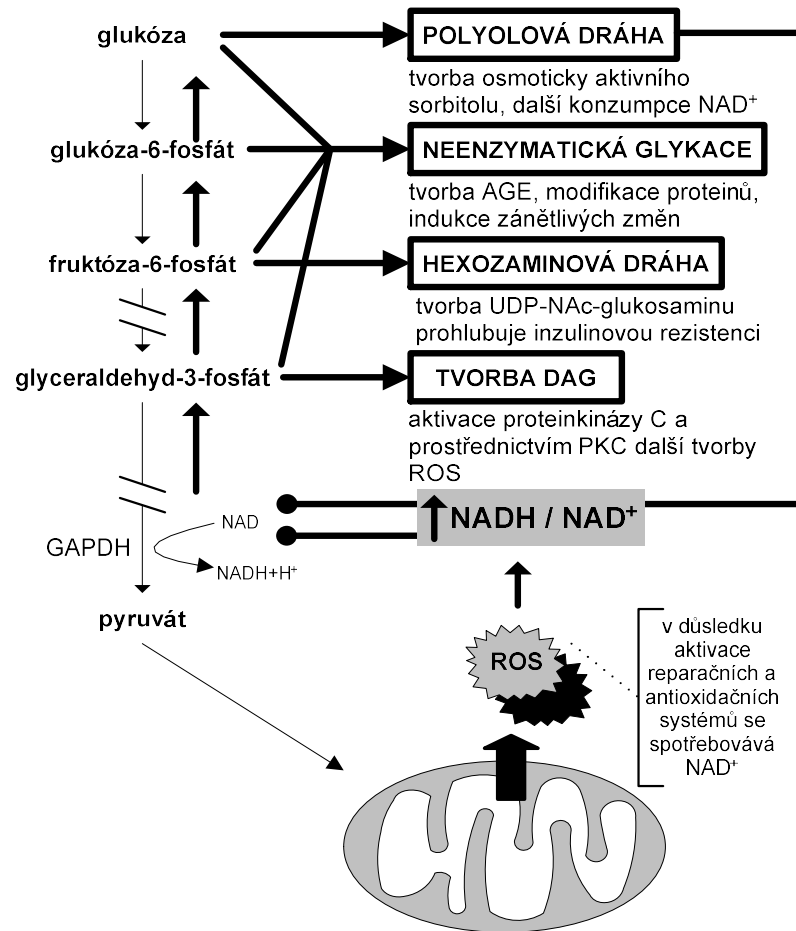 glukóza
POLYOLOVÁ DRÁHA
tvorba osmoticky aktivního
sorbitolu, další konzumpce NAD⁺
glukóza-6-fosfát
NEENZYMATICKÁ GLYKACE
tvorba AGE, modifikace proteinů,
indukce zánětlivých změn
fruktóza-6-fosfát
HEXOZAMINOVÁ DRÁHA
tvorba UDP-NAc-glukosaminu
prohlubuje inzulinovou rezistenci
glyceraldehyd-3-fosfát
TVORBA DAG
aktivace proteinkinázy C a
prostřednictvím PKC další tvorby
ROS
NADH / NAD⁺
NAD
GAPDH
NADH+H⁺
pyruvát
ROS
v důsledku
aktivace
reparačních a
antioxidačních
systémů se
spotřebovává
NAD⁺